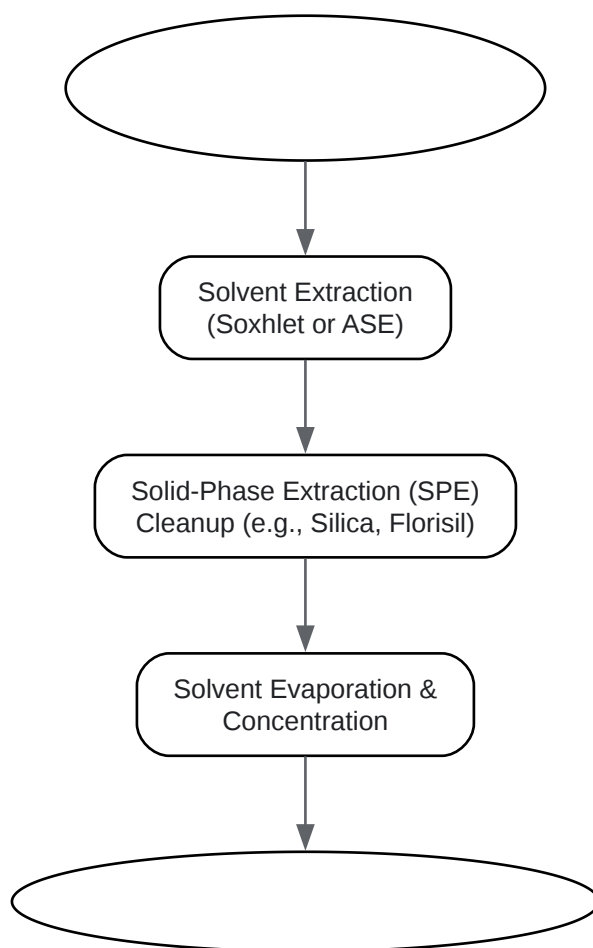 Solvent Extraction
(Soxhlet or ASE)
Solid-Phase Extraction (SPE)
Cleanup (e.g., Silica, Florisil)
Solvent Evaporation &
Concentration